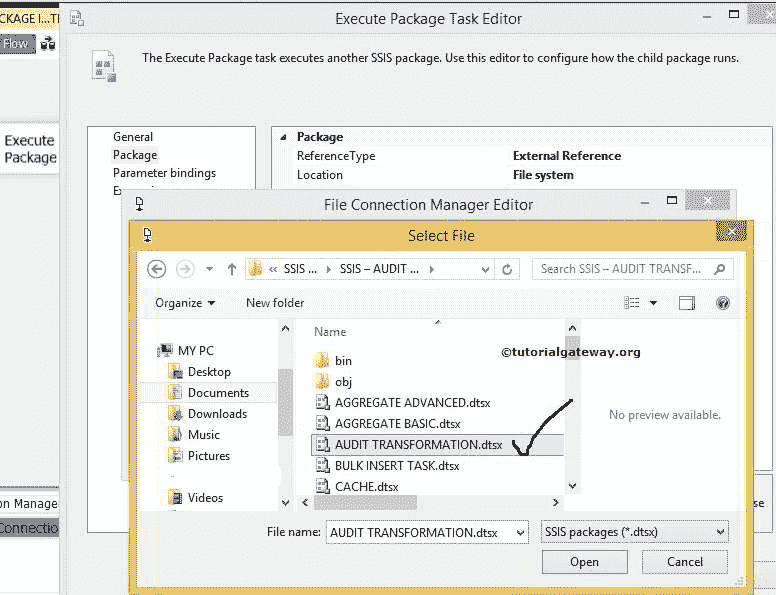 PACKAGE I...T
Execute Package Task Editor
Flow
The Execute Package task executes another SSIS package. Use this editor to configure how the child package runs.
Execute
Package
General
Package
Parameter bindings
Package
ReferenceType External Reference
Location File system
File Connection Manager Editor
Select File
« SSIS ... SSIS – AUDIT ...
Search SSIS – AUDIT TRANSF...
Organize New folder
Name
©tutorialgateway.org
MY PC
Desktop
Documents
Downloads
Music
Pictures
Videos
bin
obj
AGGREGATE ADVANCED.dtsx
AGGREGATE BASIC.dtsx
AUDIT TRANSFORMATION.dtsx
BULK INSERT TASK.dtsx
CACHE.dtsx
No preview available.
on Manage
Connectio
File name: AUDIT TRANSFORMATION.dtsx SSIS packages (*.dtsx)
Open Cancel